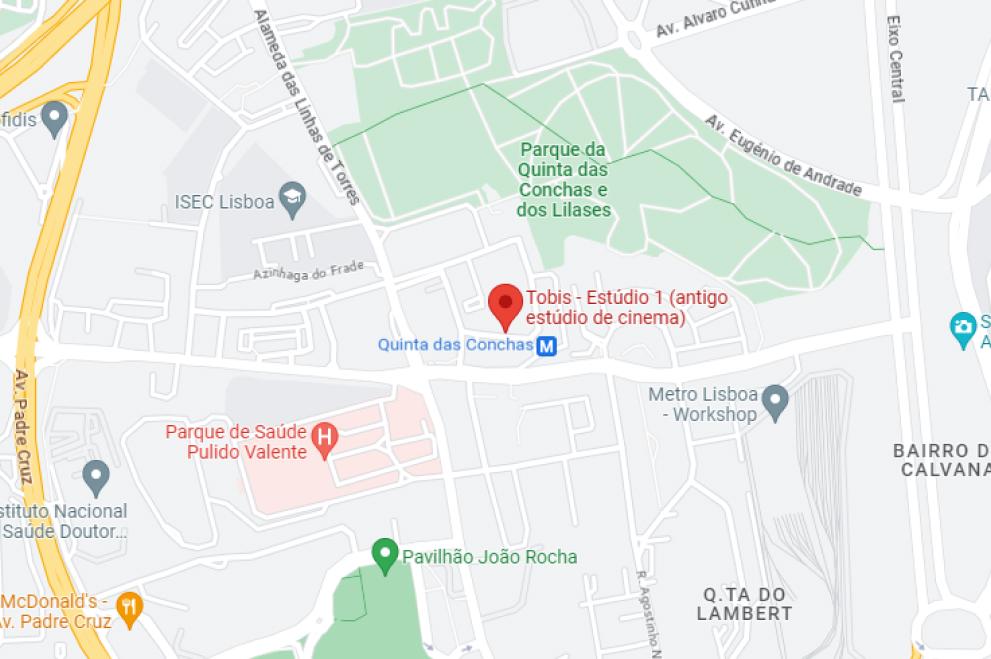 Av. Alvaro Cunha
Alameda das Linhas de Torres
Eixo Central
TA
ofidis
Av. Eugénio de Andrade
Parque da
Quinta das
Conchas e
dos Lilases
ISEC Lisboa
Azinhaga do Frade
Tobis - Estúdio 1 (antigo
estúdio de cinema)
Quinta das Conchas M
S
A
Av. Padre Cruz
Metro Lisboa
- Workshop
Parque de Saúde
Pulido Valente
H
BAIRRO D
CALVANA
stituto Nacional
Saúde Doutor...
Pavilhão João Rocha
McDonald's -
Av. Padre Cruz
R. Agostinho N
Q.TA DO
LAMBERT